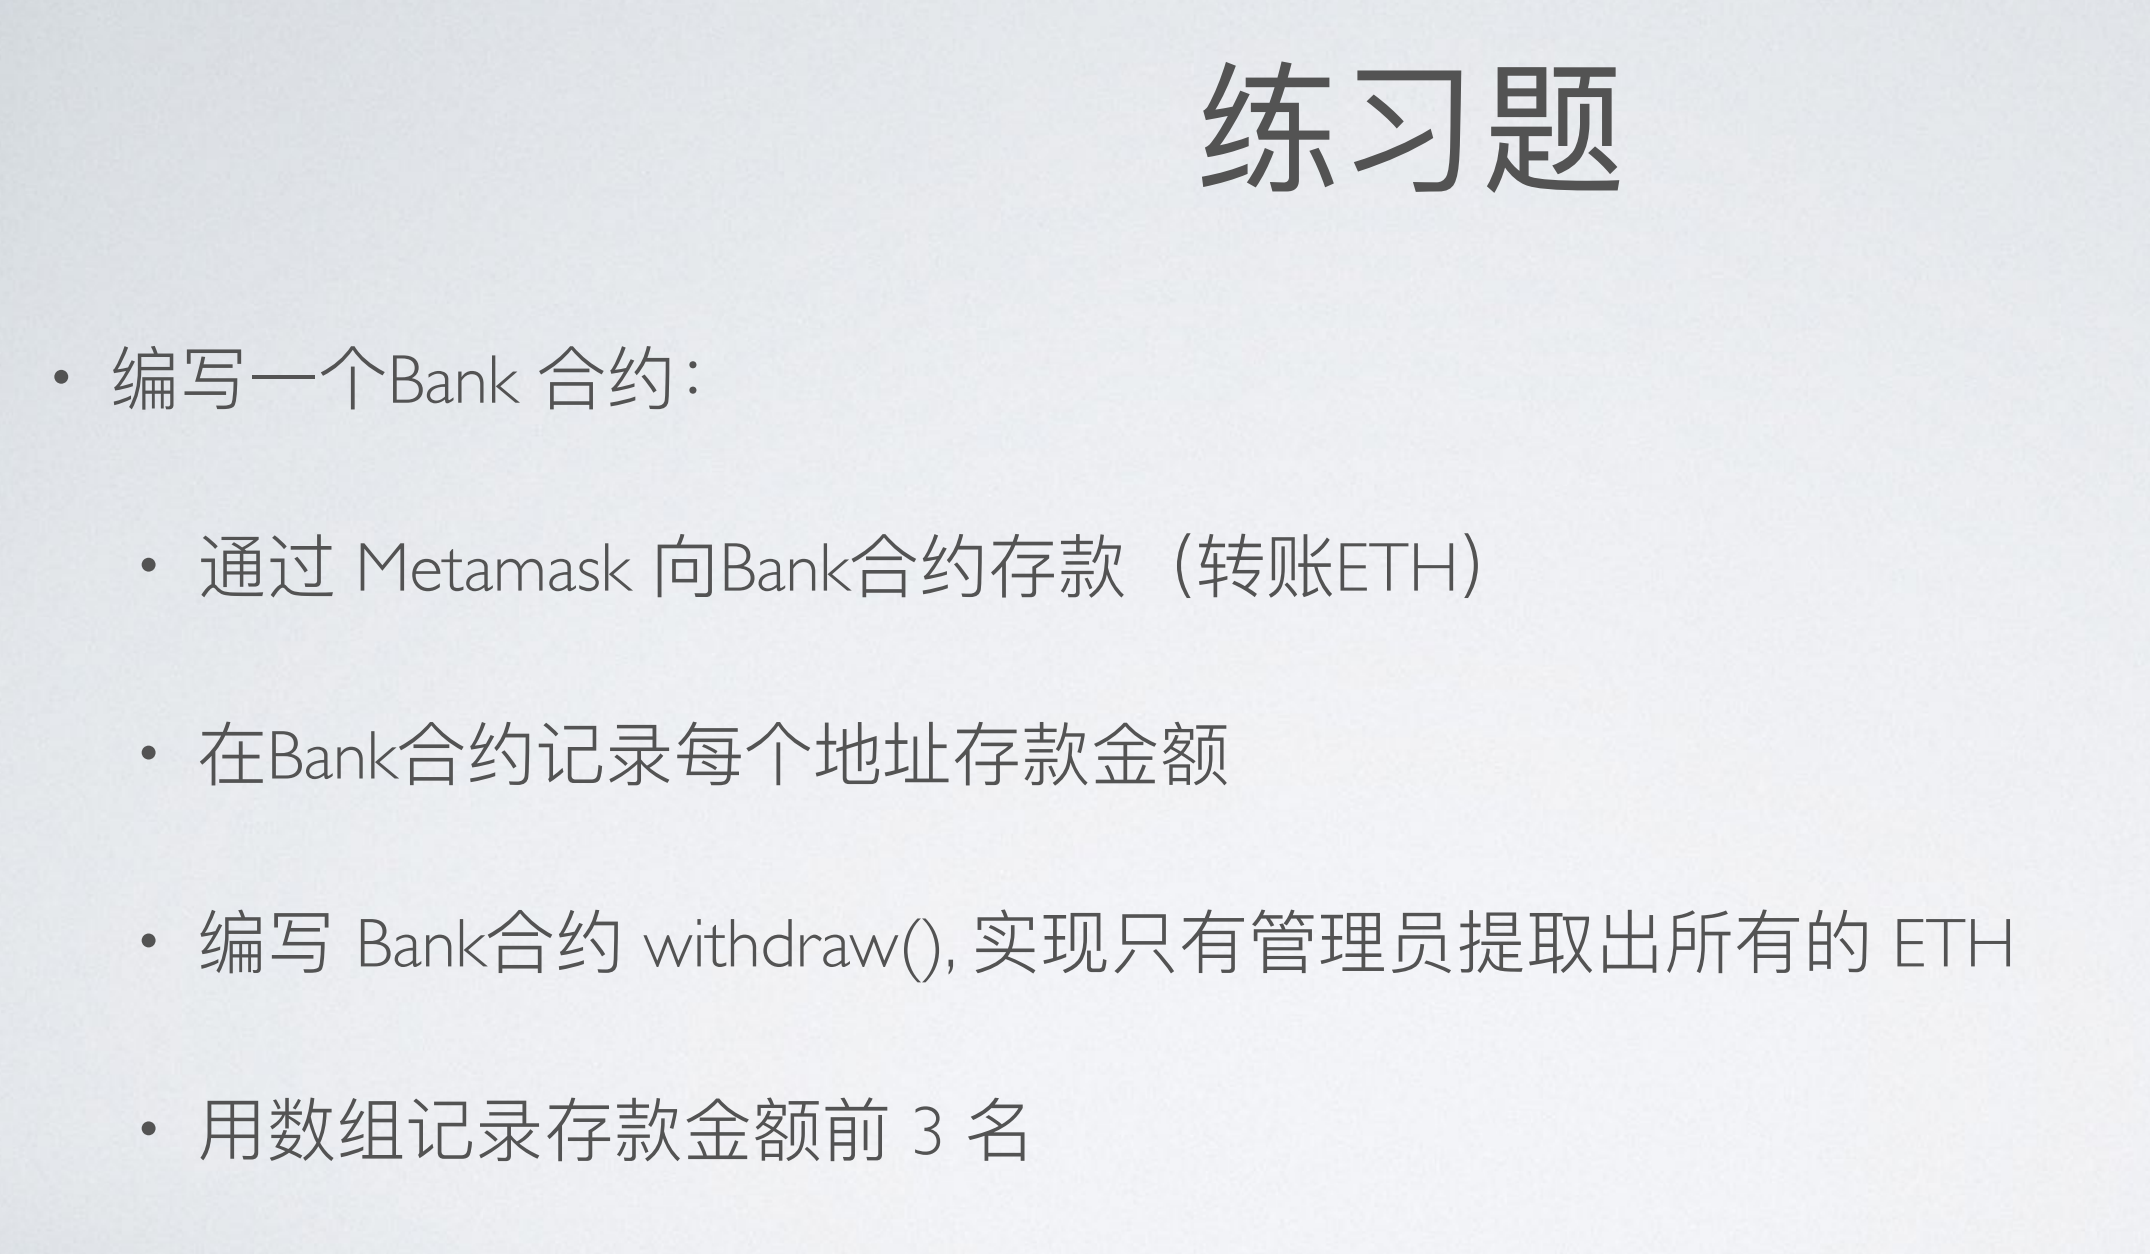 练习题
• 编写一个Bank 合约：
• 通过 Metamask 向Bank合约存款（转账ETH）
• 在Bank合约记录每个地址存款金额
• 编写 Bank合约 withdraw(), 实现只有管理员提取出所有的 ETH
• 用数组记录存款金额前 3 名